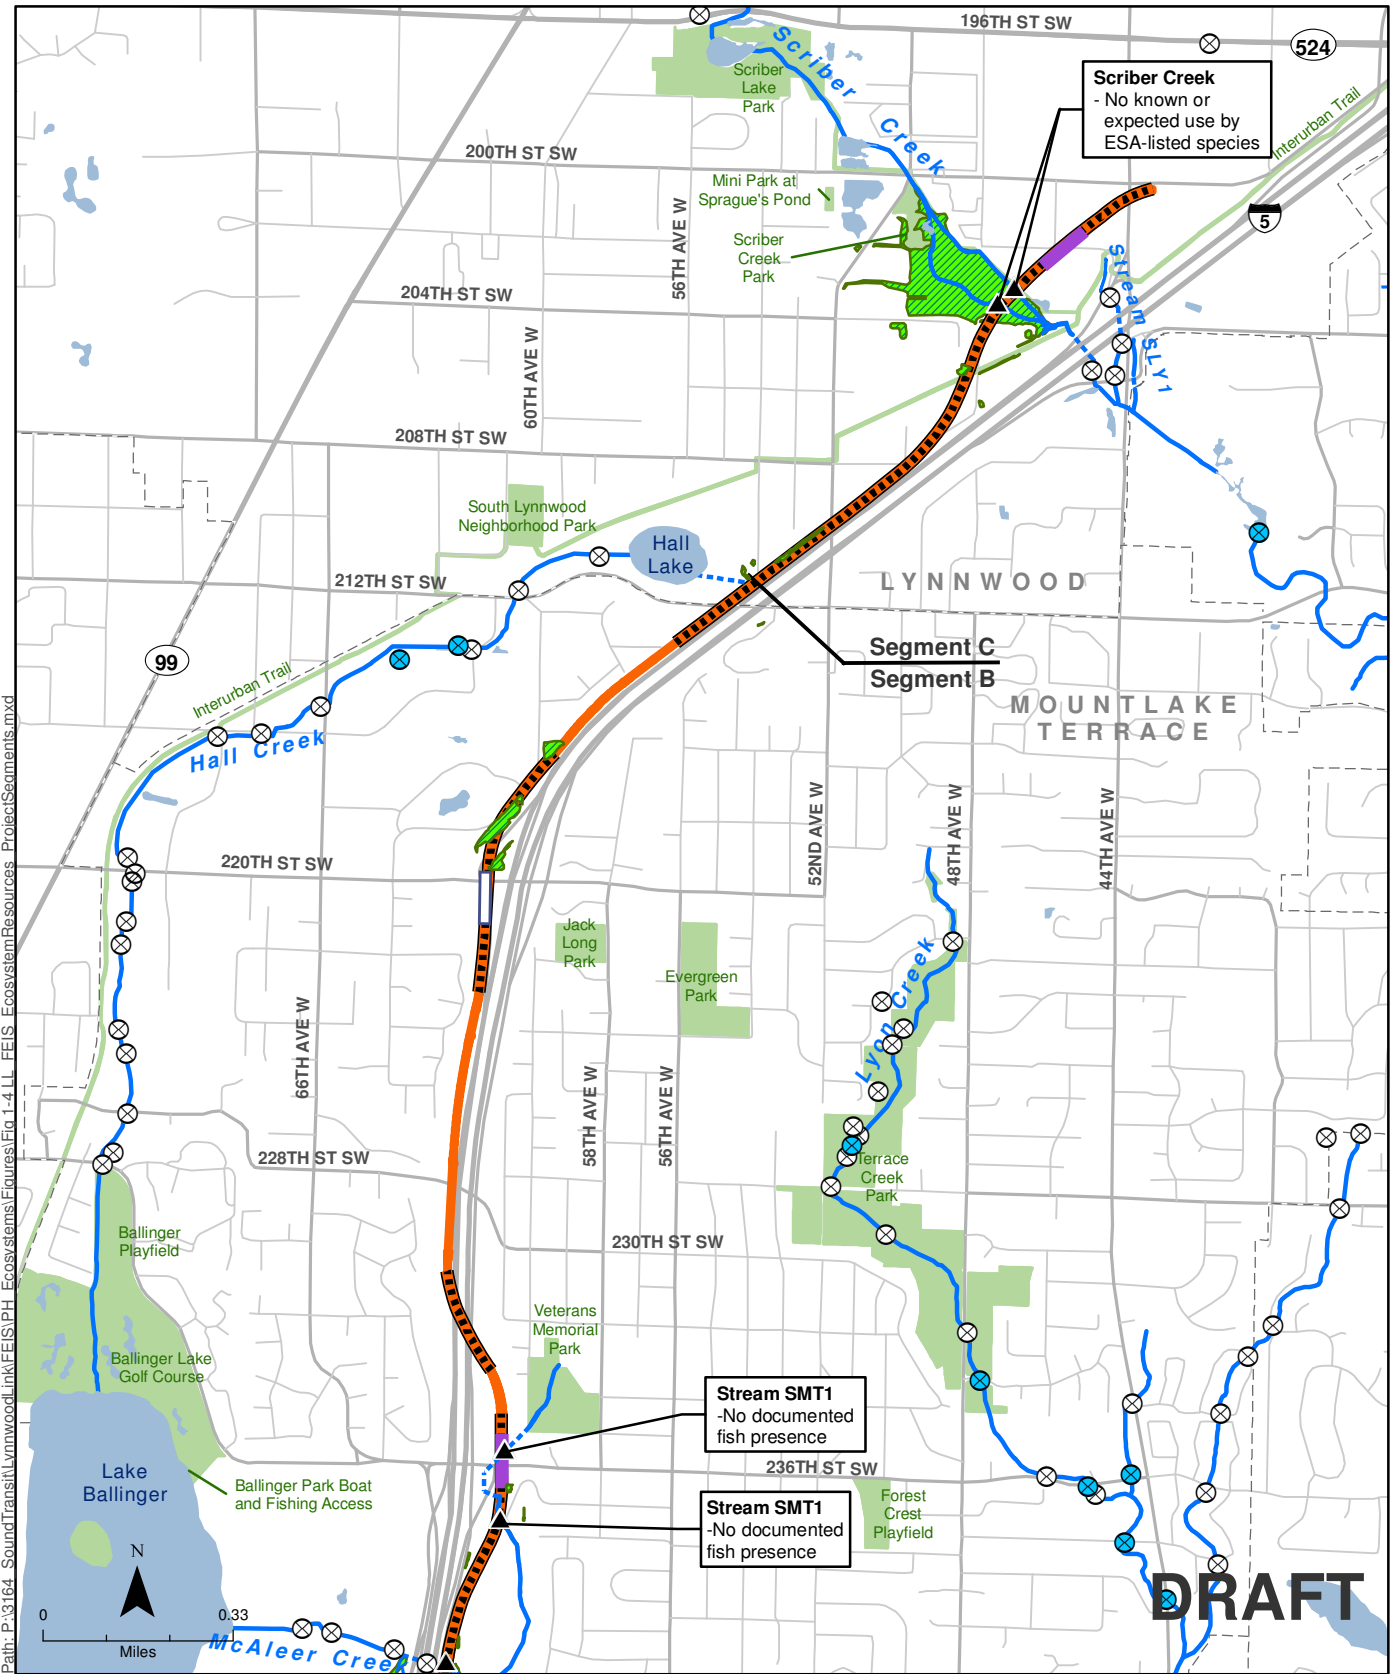 196TH ST SW
524
Scriber
Creek
Scriber
Lake
Park
Scriber Creek
- No known or
expected use by
ESA-listed species
Interurban Trail
200TH ST SW
Mini Park at
Sprague's Pond
56TH AVE W
Scriber
Creek
Park
5
Stream SLY1
204TH ST SW
60TH AVE W
208TH ST SW
South Lynnwood
Neighborhood Park
Hall
Lake
212TH ST SW
LYNNWOOD
99
Segment C
Segment B
Interurban Trail
MOUNTLAKE
TERRACE
Hall Creek
52ND AVE W
48TH AVE W
44TH AVE W
220TH ST SW
Jack
Long
Park
Evergreen
Park
Lyon Creek
66TH AVE W
58TH AVE W
56TH AVE W
228TH ST SW
Terrace
Creek
Park
Ballinger
Playfield
230TH ST SW
Veterans
Memorial
Park
Ballinger Lake
Golf Course
Stream SMT1
-No documented
fish presence
236TH ST SW
Lake
Ballinger
Ballinger Park Boat
and Fishing Access
Stream SMT1
-No documented
fish presence
Forest
Crest
Playfield
N
0
0.33
Miles
McAleer Creek
DRAFT
Path: P:\3164_SoundTransit\LynnwoodLink\FEIS\PH_Ecosystems\Figures\Fig 1-4 LL_FEIS_EcosystemResources_ProjectSegments.mxd